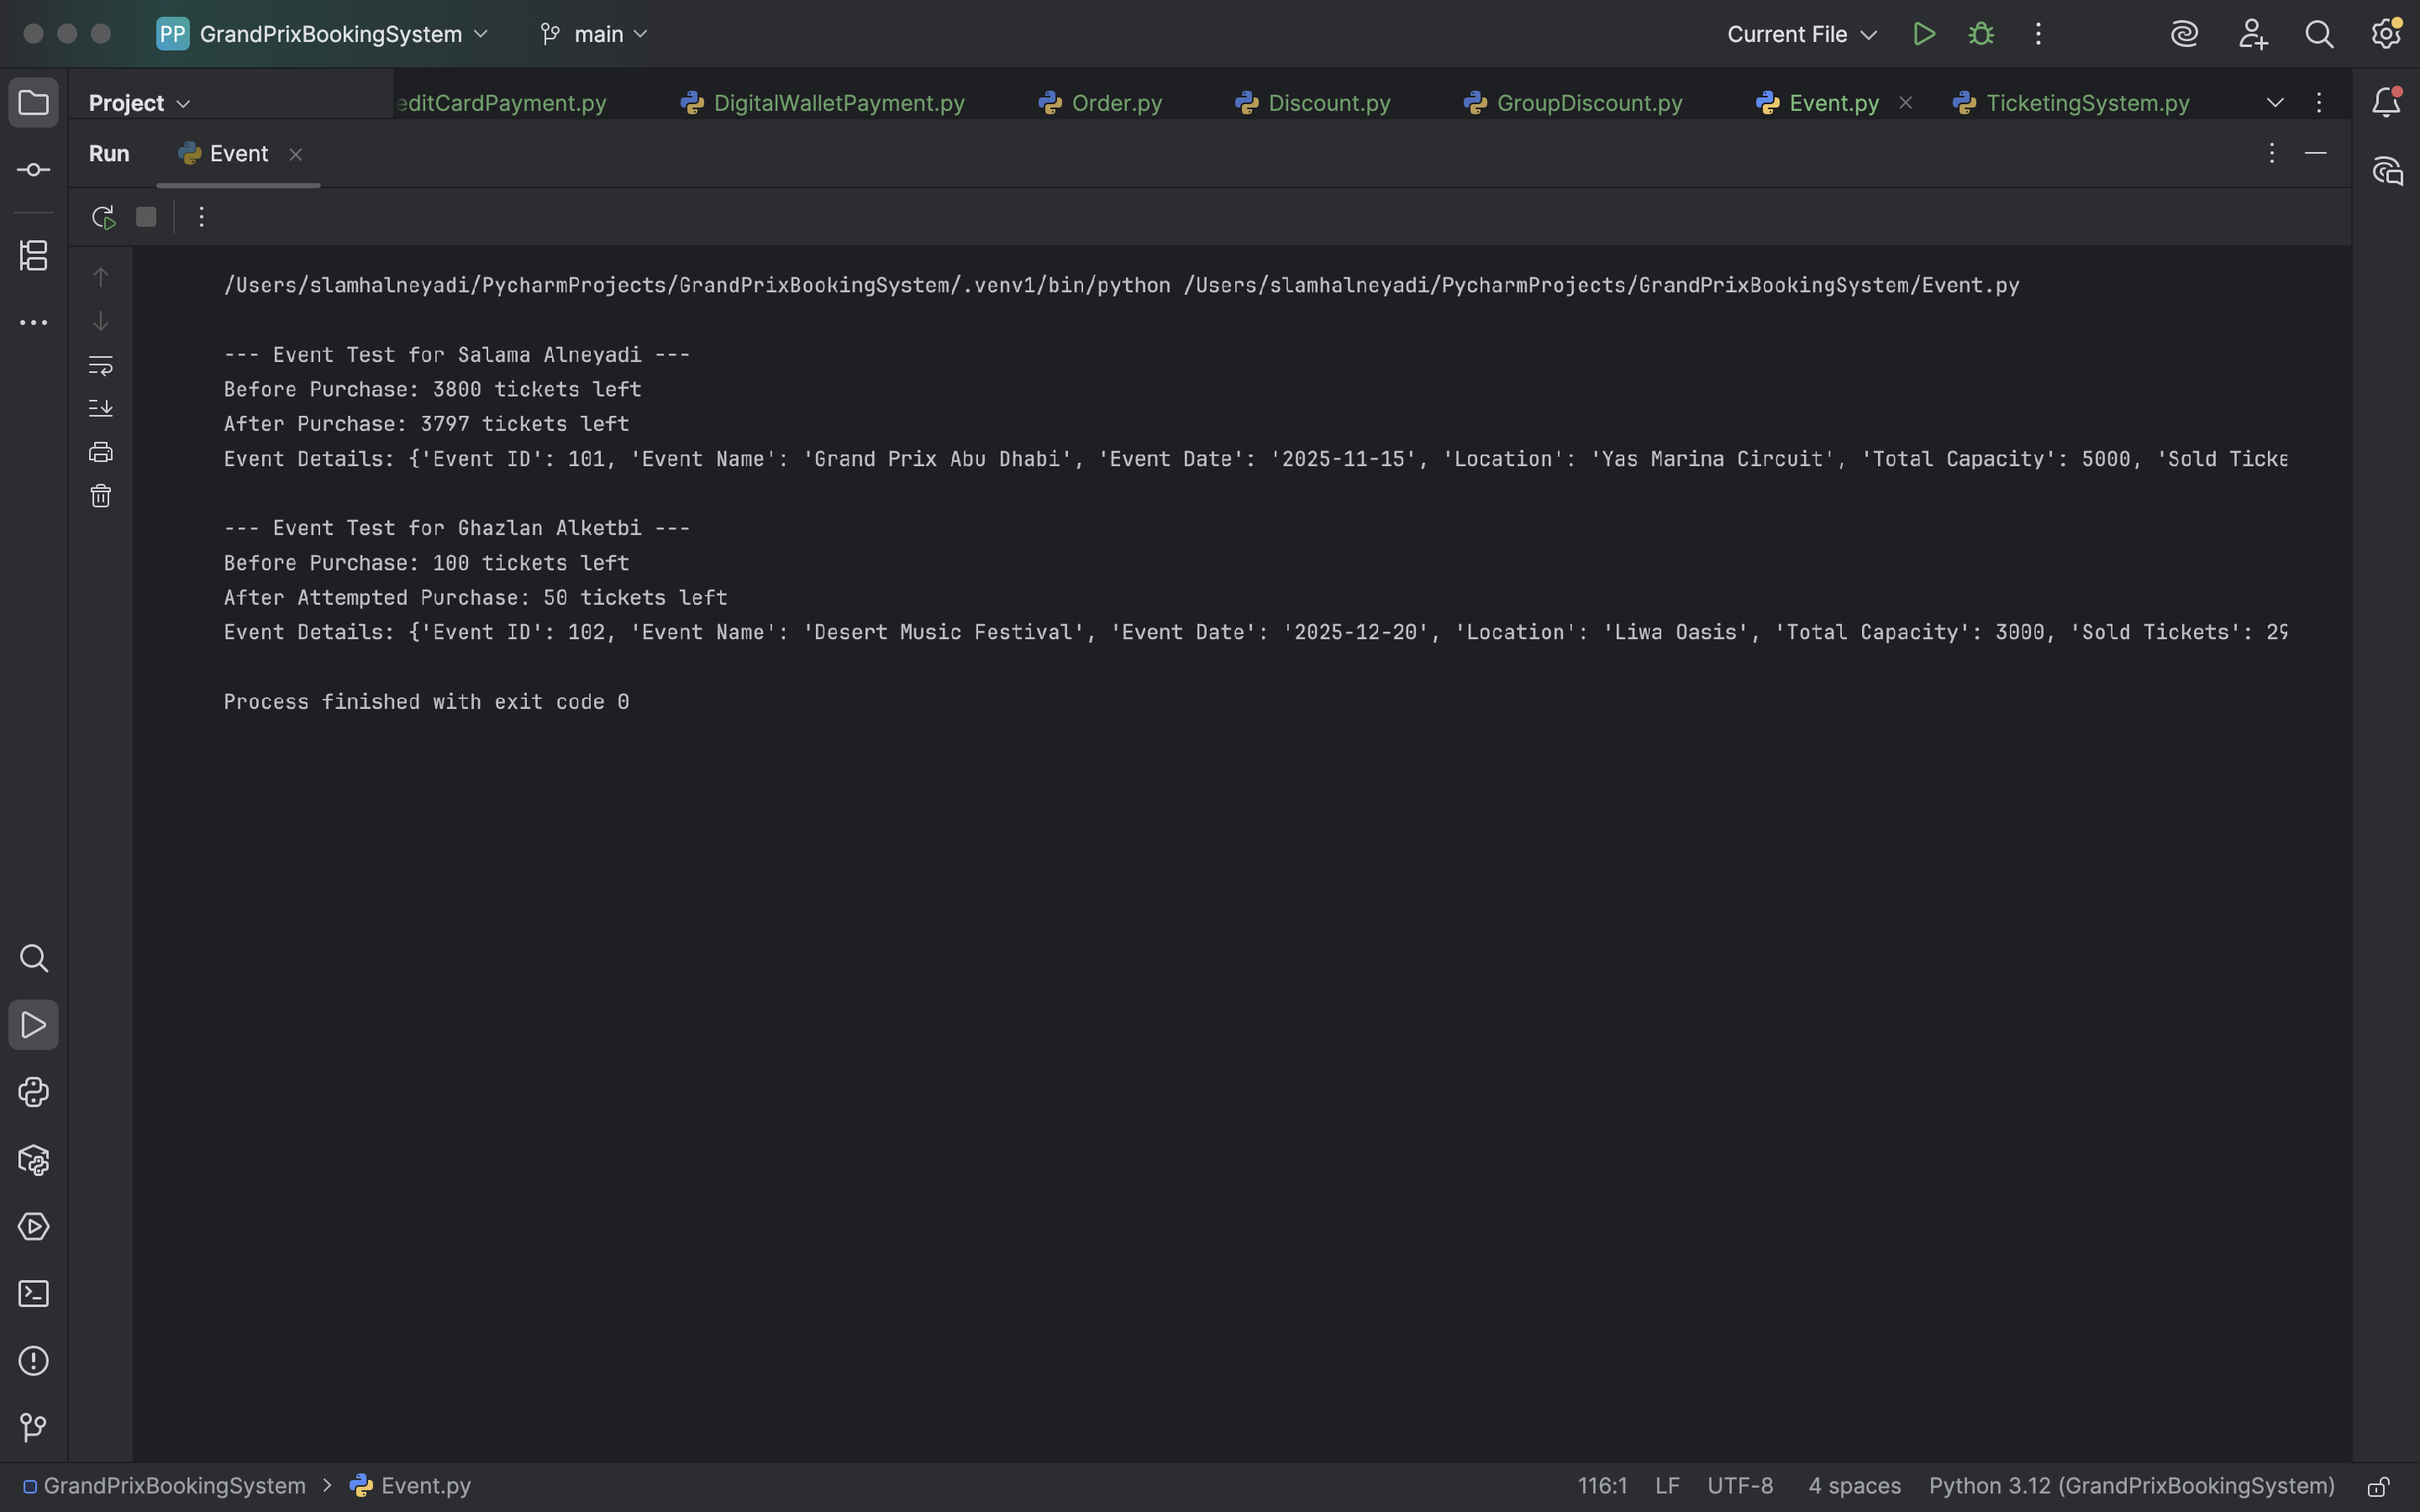 PP GrandPrixBookingSystem main Current File
Project editCardPayment.py DigitalWalletPayment.py Order.py Discount.py GroupDiscount.py Event.py TicketingSystem.py
Run Event
/Users/slamhalneyadi/PycharmProjects/GrandPrixBookingSystem/.venv1/bin/python /Users/slamhalneyadi/PycharmProjects/GrandPrixBookingSystem/Event.py
--- Event Test for Salama Alneyadi ---
Before Purchase: 3800 tickets left
After Purchase: 3797 tickets left
Event Details: {'Event ID': 101, 'Event Name': 'Grand Prix Abu Dhabi', 'Event Date': '2025-11-15', 'Location': 'Yas Marina Circuit', 'Total Capacity': 5000, 'Sold Ticke
--- Event Test for Ghazlan Alketbi ---
Before Purchase: 100 tickets left
After Attempted Purchase: 50 tickets left
Event Details: {'Event ID': 102, 'Event Name': 'Desert Music Festival', 'Event Date': '2025-12-20', 'Location': 'Liwa Oasis', 'Total Capacity': 3000, 'Sold Tickets': 29
Process finished with exit code 0
GrandPrixBookingSystem > Event.py 116:1 LF UTF-8 4 spaces Python 3.12 (GrandPrixBookingSystem)